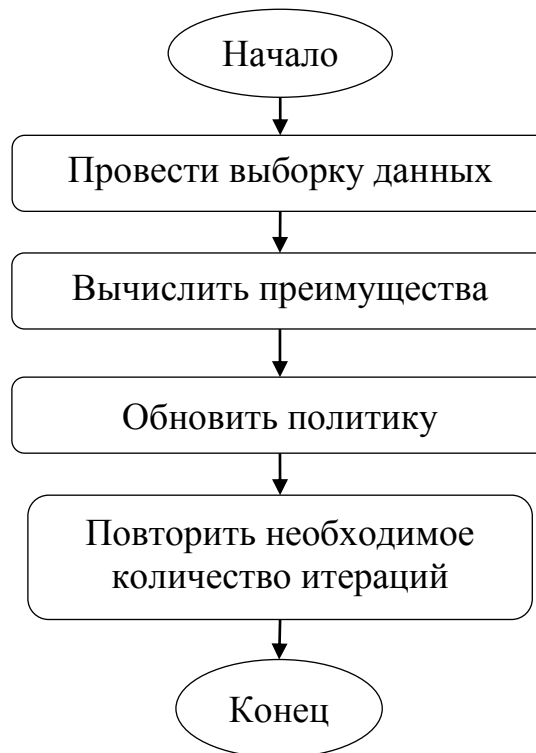 Начало
Провести выборку данных
Вычислить преимущества
Обновить политику
Повторить необходимое
количество итераций
Конец